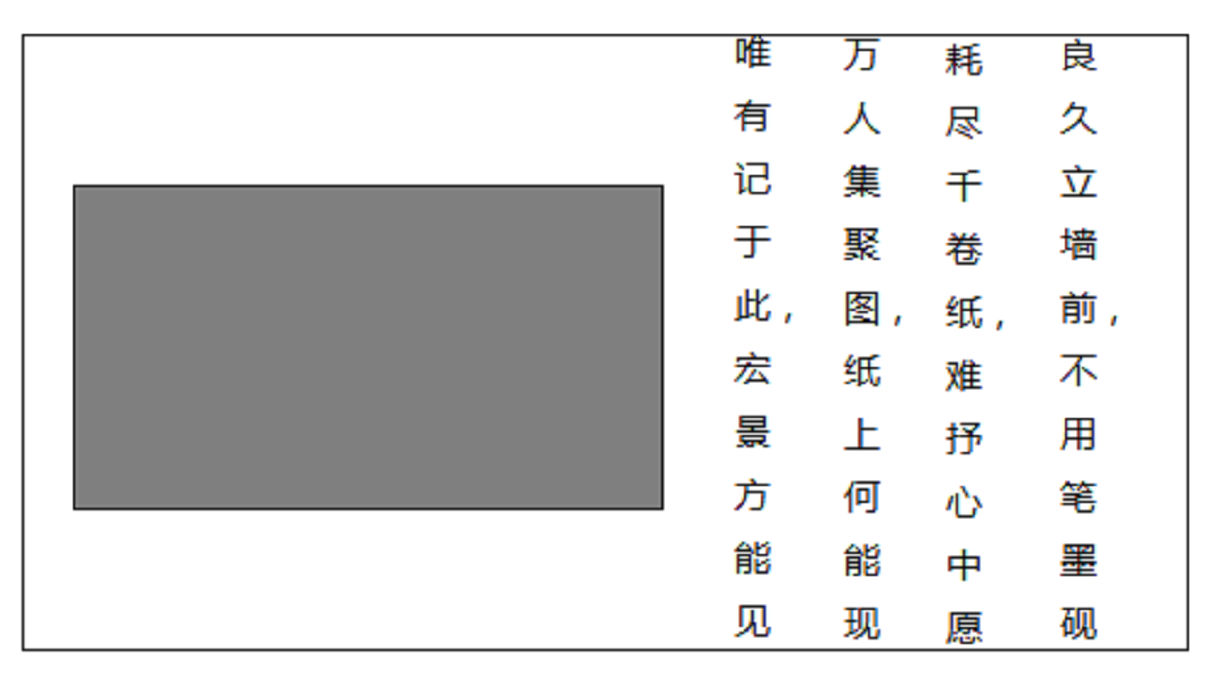 良久立墙前，不用笔墨砚
耗尽千卷纸，难抒心中愿
万人集聚图，纸上何能现
唯有记于此，宏景方能见